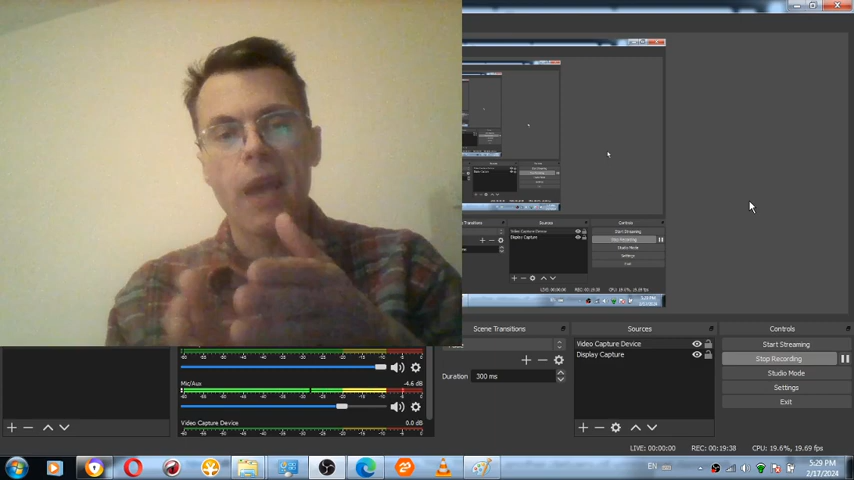 Scene Transitions
Sources
Controls
Video Capture Device
Display Capture
Start Streaming
Stop Recording
Studio Mode
Settings
Exit
Duration
300 ms
Mic/Aux
-4.6 dB
Video Capture Device
0.0 dB
LIVE: 00:00:00
REC: 00:19:38
CPU: 19.6%, 19.69 fps
EN
5:29 PM
2/17/2024